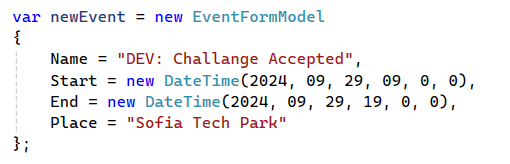 var newEvent = new EventFormModel
{
    Name = "DEV: Challange Accepted",
    Start = new DateTime(2024, 09, 29, 09, 0, 0),
    End = new DateTime(2024, 09, 29, 19, 0, 0),
    Place = "Sofia Tech Park"
};